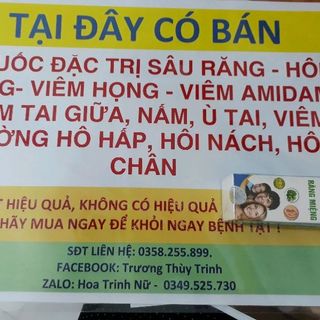 TẠI ĐÂY CÓ BÁN
UỐC ĐẶC TRỊ SÂU RĂNG - HÔI
G- VIÊM HỌNG - VIÊM AMIDAN
M TAI GIỮA, NẤM, Ù TAI, VIÊM
ỜNG HÔ HẤP, HÔI NÁCH, HÔ
CHÂN
T HIỆU QUẢ, KHÔNG CÓ HIỆU QUẢ
HÃY MUA NGAY ĐỂ KHỎI NGAY BỆNH TẬT !
RĂNG MIỆNG
SĐT LIÊN HỆ: 0358.255.899.
FACEBOOK: Trương Thùy Trinh
ZALO: Hoa Trinh Nữ - 0349.525.730